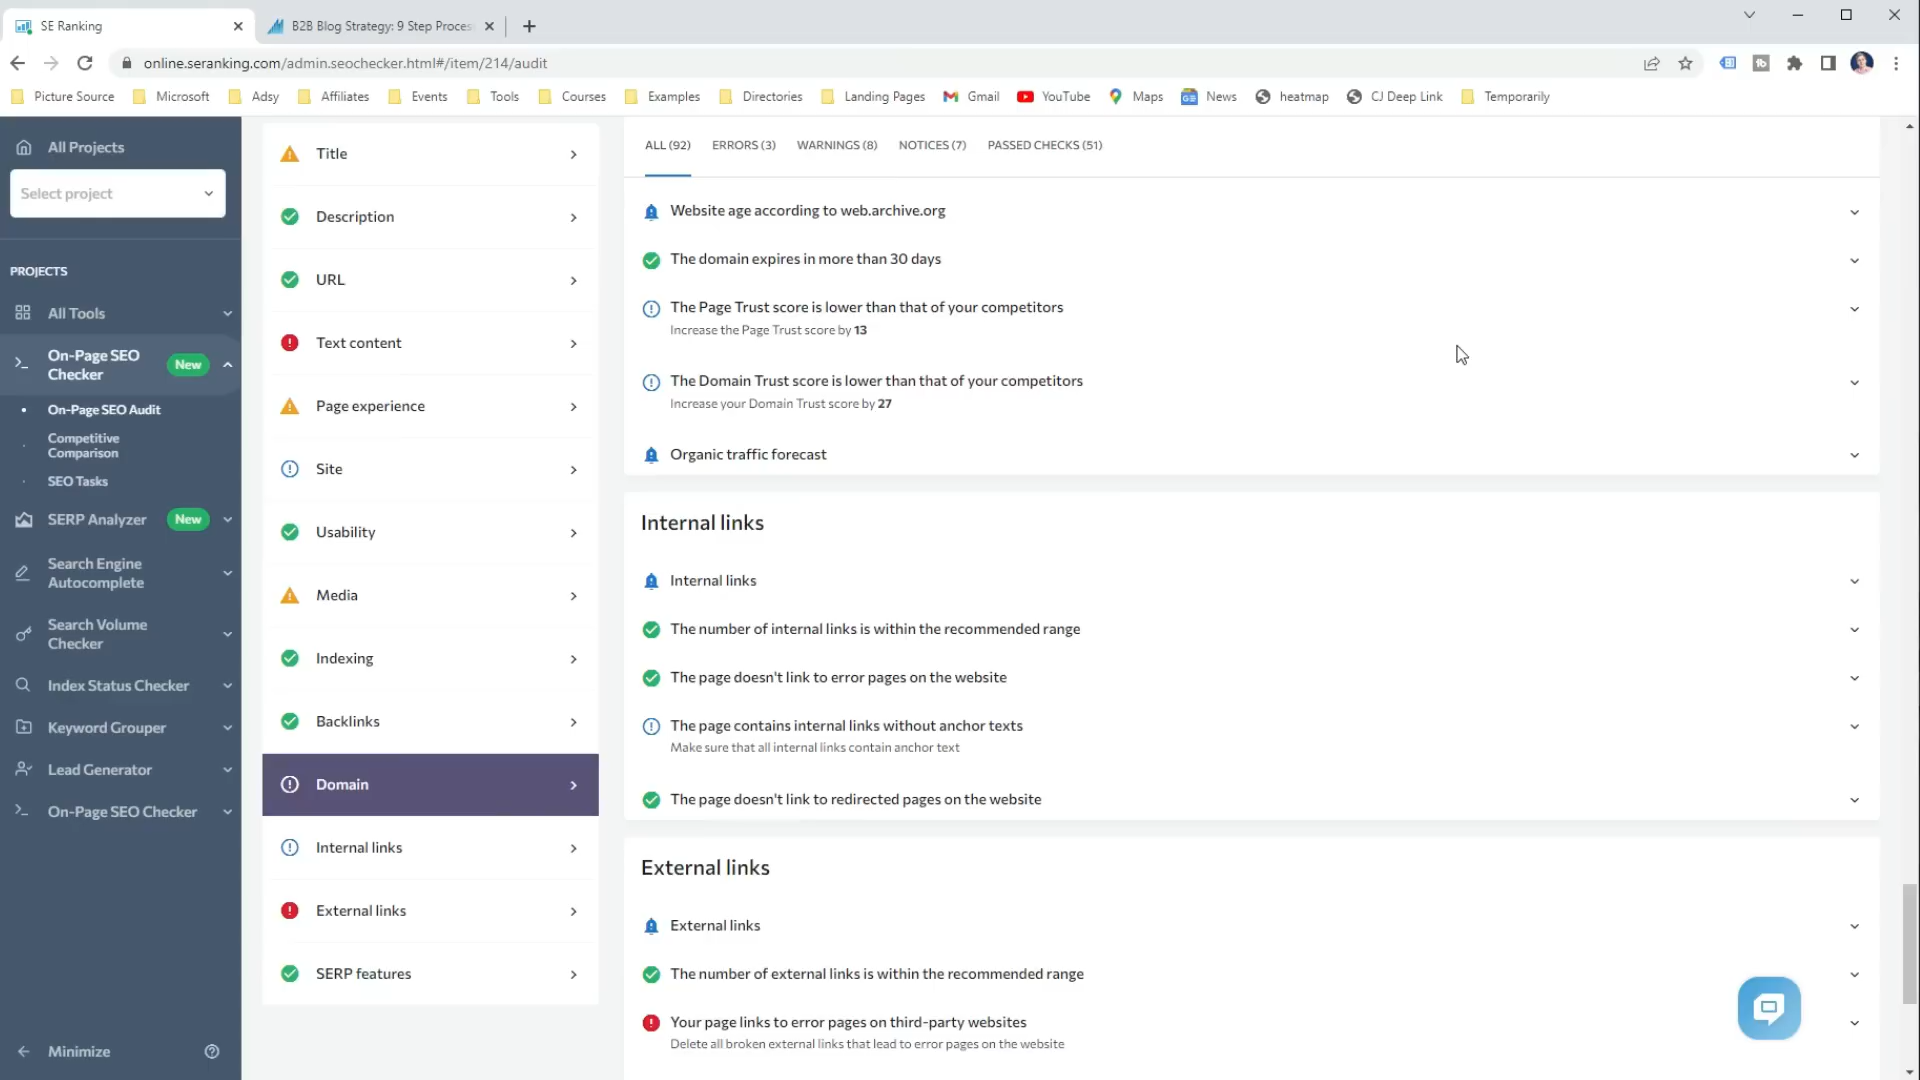 SE Ranking
B2B Blog Strategy: 9 Step Proces
online.seranking.com/admin.seochecker.html#/item/214/audit
Picture Source
Microsoft
Adsy
Affiliates
Events
Tools
Courses
Examples
Directories
Landing Pages
Gmail
YouTube
Maps
News
heatmap
CJ Deep Link
Temporarily
All Projects
Select project
PROJECTS
All Tools
On-Page SEO
Checker
New
On-Page SEO Audit
Competitive
Comparison
SEO Tasks
SERP Analyzer
New
Search Engine
Autocomplete
Search Volume
Checker
Index Status Checker
Keyword Grouper
Lead Generator
On-Page SEO Checker
Minimize
Title
Description
URL
Text content
Page experience
Site
Usability
Media
Indexing
Backlinks
Domain
Internal links
External links
SERP features
ALL (92)
ERRORS (3)
WARNINGS (8)
NOTICES (7)
PASSED CHECKS (51)
Website age according to web.archive.org
The domain expires in more than 30 days
The Page Trust score is lower than that of your competitors
Increase the Page Trust score by 13
The Domain Trust score is lower than that of your competitors
Increase your Domain Trust score by 27
Organic traffic forecast
Internal links
Internal links
The number of internal links is within the recommended range
The page doesn't link to error pages on the website
The page contains internal links without anchor texts
Make sure that all internal links contain anchor text
The page doesn't link to redirected pages on the website
External links
External links
The number of external links is within the recommended range
Your page links to error pages on third-party websites
Delete all broken external links that lead to error pages on the website